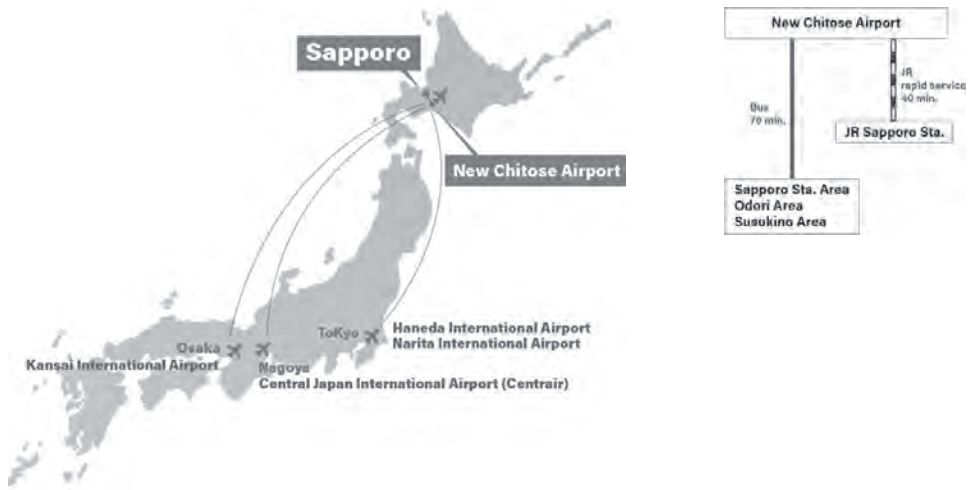 Sapporo
New Chitose Airport
ToKyo
Haneda International Airport
Narita International Airport
Osaka
Kansai International Airport
Nagoya
Central Japan International Airport (Centrair)
New Chitose Airport
Bus
70 min.
JR
rapid service
40 min.
JR Sapporo Sta.
Sapporo Sta. Area
Odori Area
Susukino Area